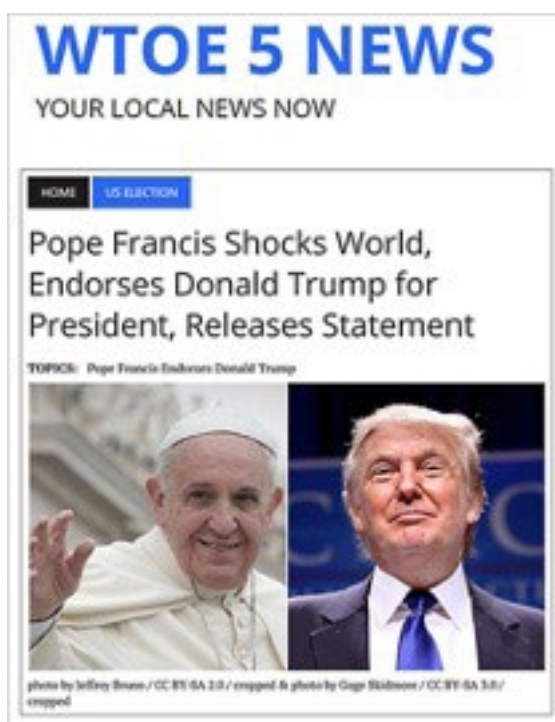 WTOE 5 NEWS
YOUR LOCAL NEWS NOW
HOME US ELECTION
Pope Francis Shocks World,
Endorses Donald Trump for
President, Releases Statement
TOPICS: Pope Francis Endorses Donald Trump
photo by Jeffrey Bruno / CC BY-SA 2.0 / cropped & photo by Gage Skidmore / CC BY-SA 3.0 /
cropped